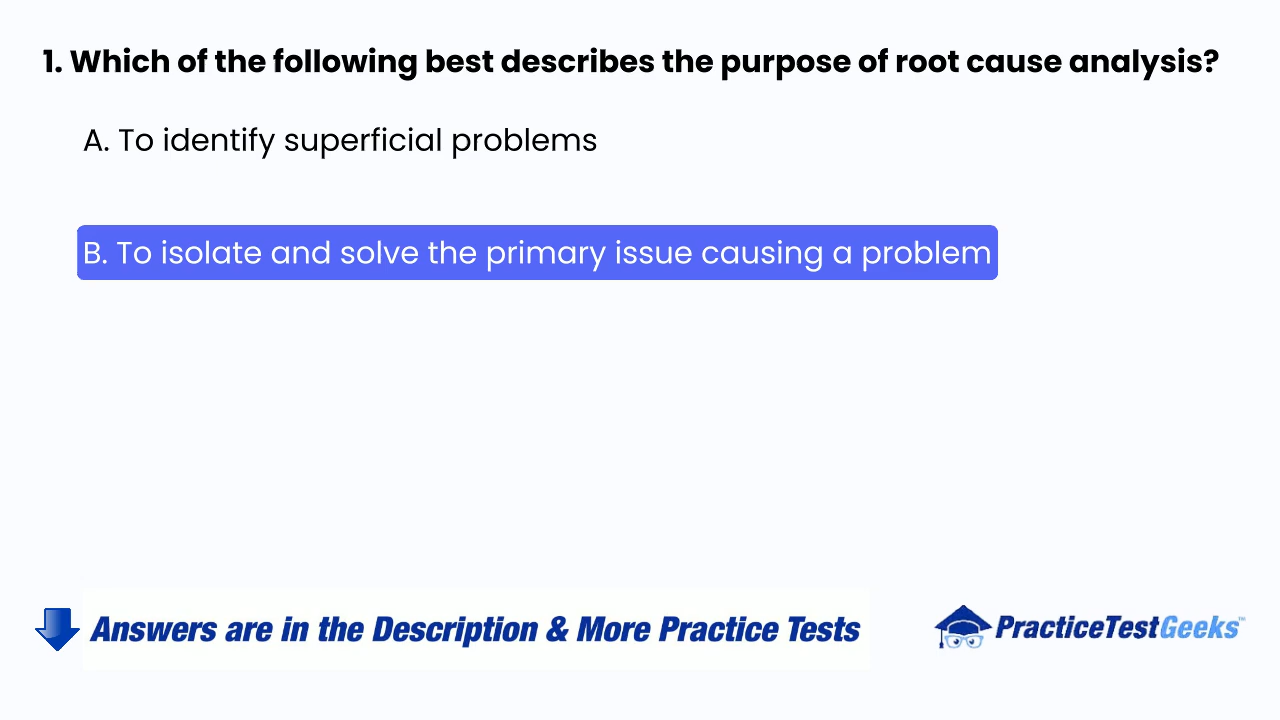 1. Which of the following best describes the purpose of root cause analysis?
A. To identify superficial problems
B. To isolate and solve the primary issue causing a problem
Answers are in the Description & More Practice Tests
PracticeTestGeeks™